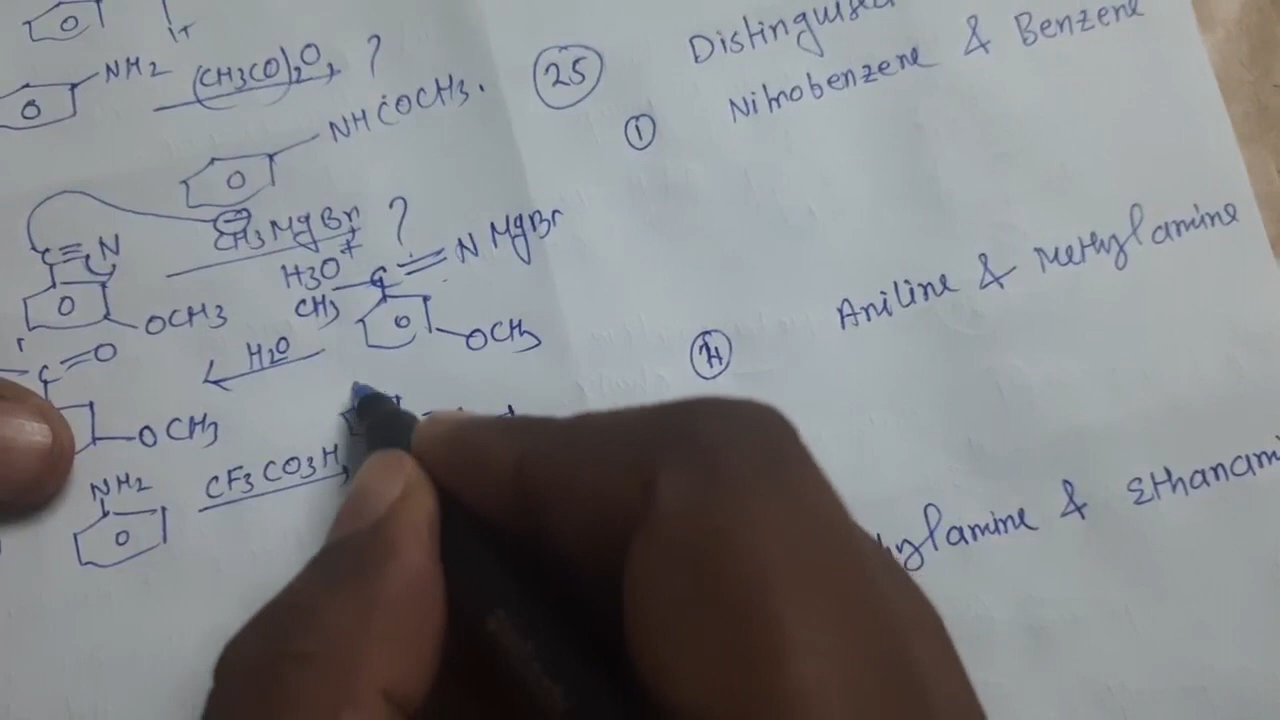 NH2
(CH3CO)2O, ?
NHCOCH3.
C≡N
CH3MgBr ?
H3O+
OCH3
CH3 C = N MgBr
OCH3
H2O
C=O
OCH3
NH2
CF3CO3H,
25 Distinguish
1 Nitrobenzene & Benzene
Aniline & Methylamine
& Ethanami